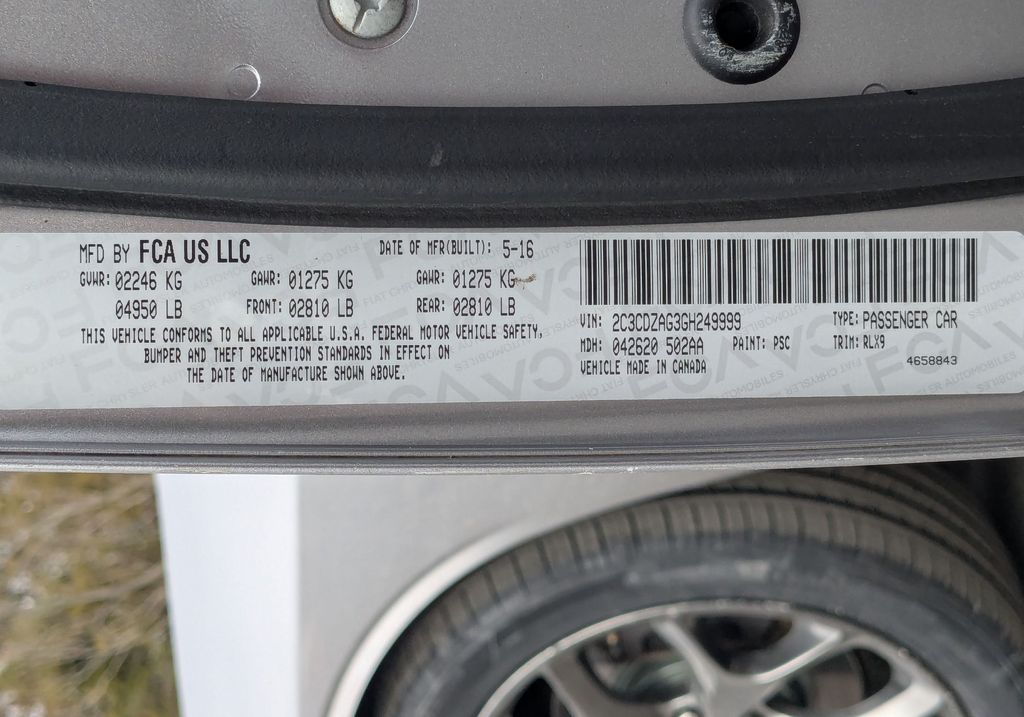 MFD BY FCA US LLC DATE OF MFR(BUILT): 5-16
GVWR: 02246 KG GAWR: 01275 KG GAWR: 01275 KG
04950 LB FRONT: 02810 LB REAR: 02810 LB
THIS VEHICLE CONFORMS TO ALL APPLICABLE U.S.A. FEDERAL MOTOR VEHICLE SAFETY,
BUMPER AND THEFT PREVENTION STANDARDS IN EFFECT ON
THE DATE OF MANUFACTURE SHOWN ABOVE.
VIN: 2C3CDZAG3GH249999 TYPE: PASSENGER CAR
MDH: 042620 502AA PAINT: PSC TRIM: RLX9
VEHICLE MADE IN CANADA 4658843